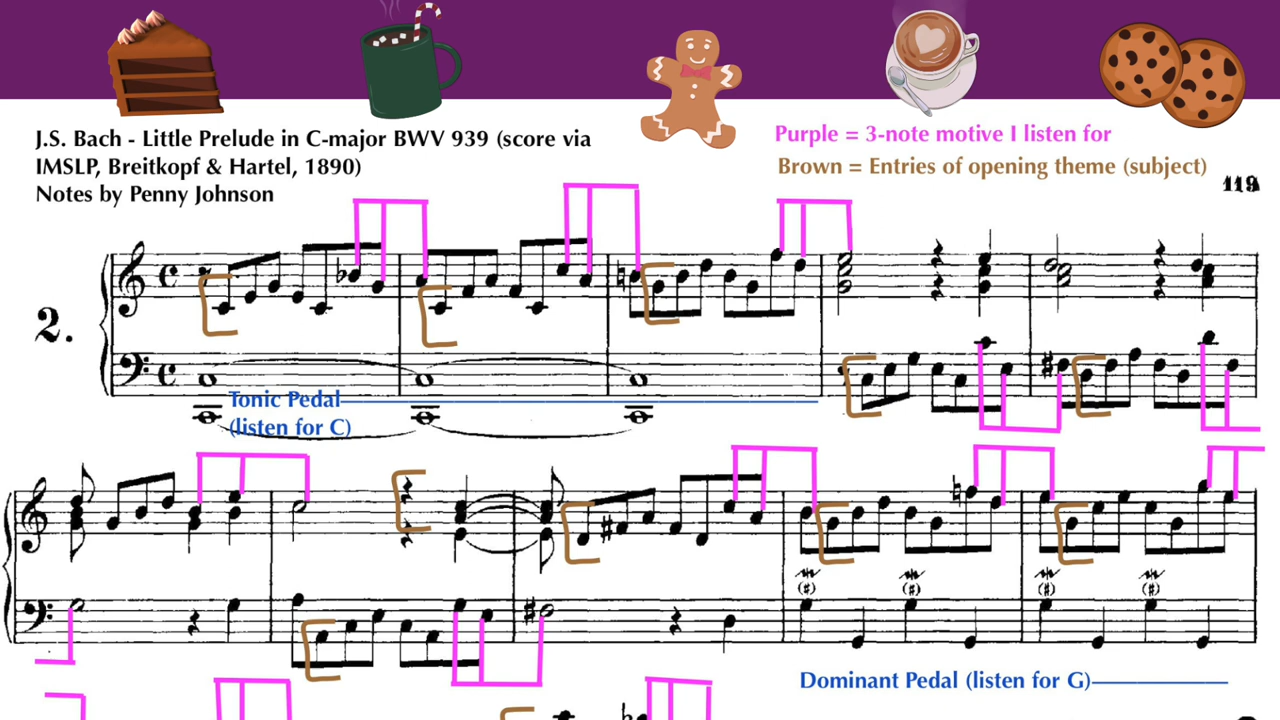 J.S. Bach - Little Prelude in C-major BWV 939 (score via
IMSLP, Breitkopf & Hartel, 1890)
Notes by Penny Johnson
Purple = 3-note motive I listen for
Brown = Entries of opening theme (subject)
2.
Tonic Pedal
(listen for C)
Dominant Pedal (listen for G)